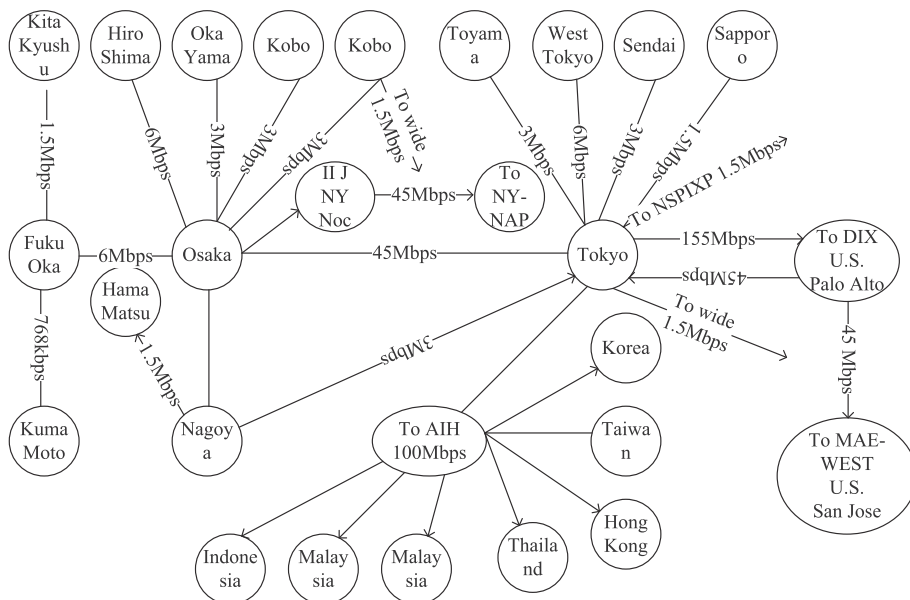 Kita
Kyush
u
Hiro
Shima
Oka
Yama
Kobo
Kobo
Toyam
a
West
Tokyo
Sendai
Sappor
o
1.5Mbps
6Mbps
3Mbps
3Mbps
3Mbps
To wide
1.5Mbps
3Mbps
6Mbps
3Mbps
1.5Mbps
To NSPIXP 1.5Mbps
II J
NY
Noc
45Mbps
To
NY-
NAP
Fuku
Oka
6Mbps
Osaka
45Mbps
Tokyo
155Mbps
45Mbps
To DIX
U.S.
Palo Alto
Hama
Matsu
To wide
1.5Mbps
768kbps
1.5Mbps
3Mbps
Korea
45 Mbps
Kuma
Moto
Nagoy
a
To AIH
100Mbps
Taiwa
n
To MAE-
WEST
U.S.
San Jose
Indone
sia
Malay
sia
Malay
sia
Thaila
nd
Hong
Kong